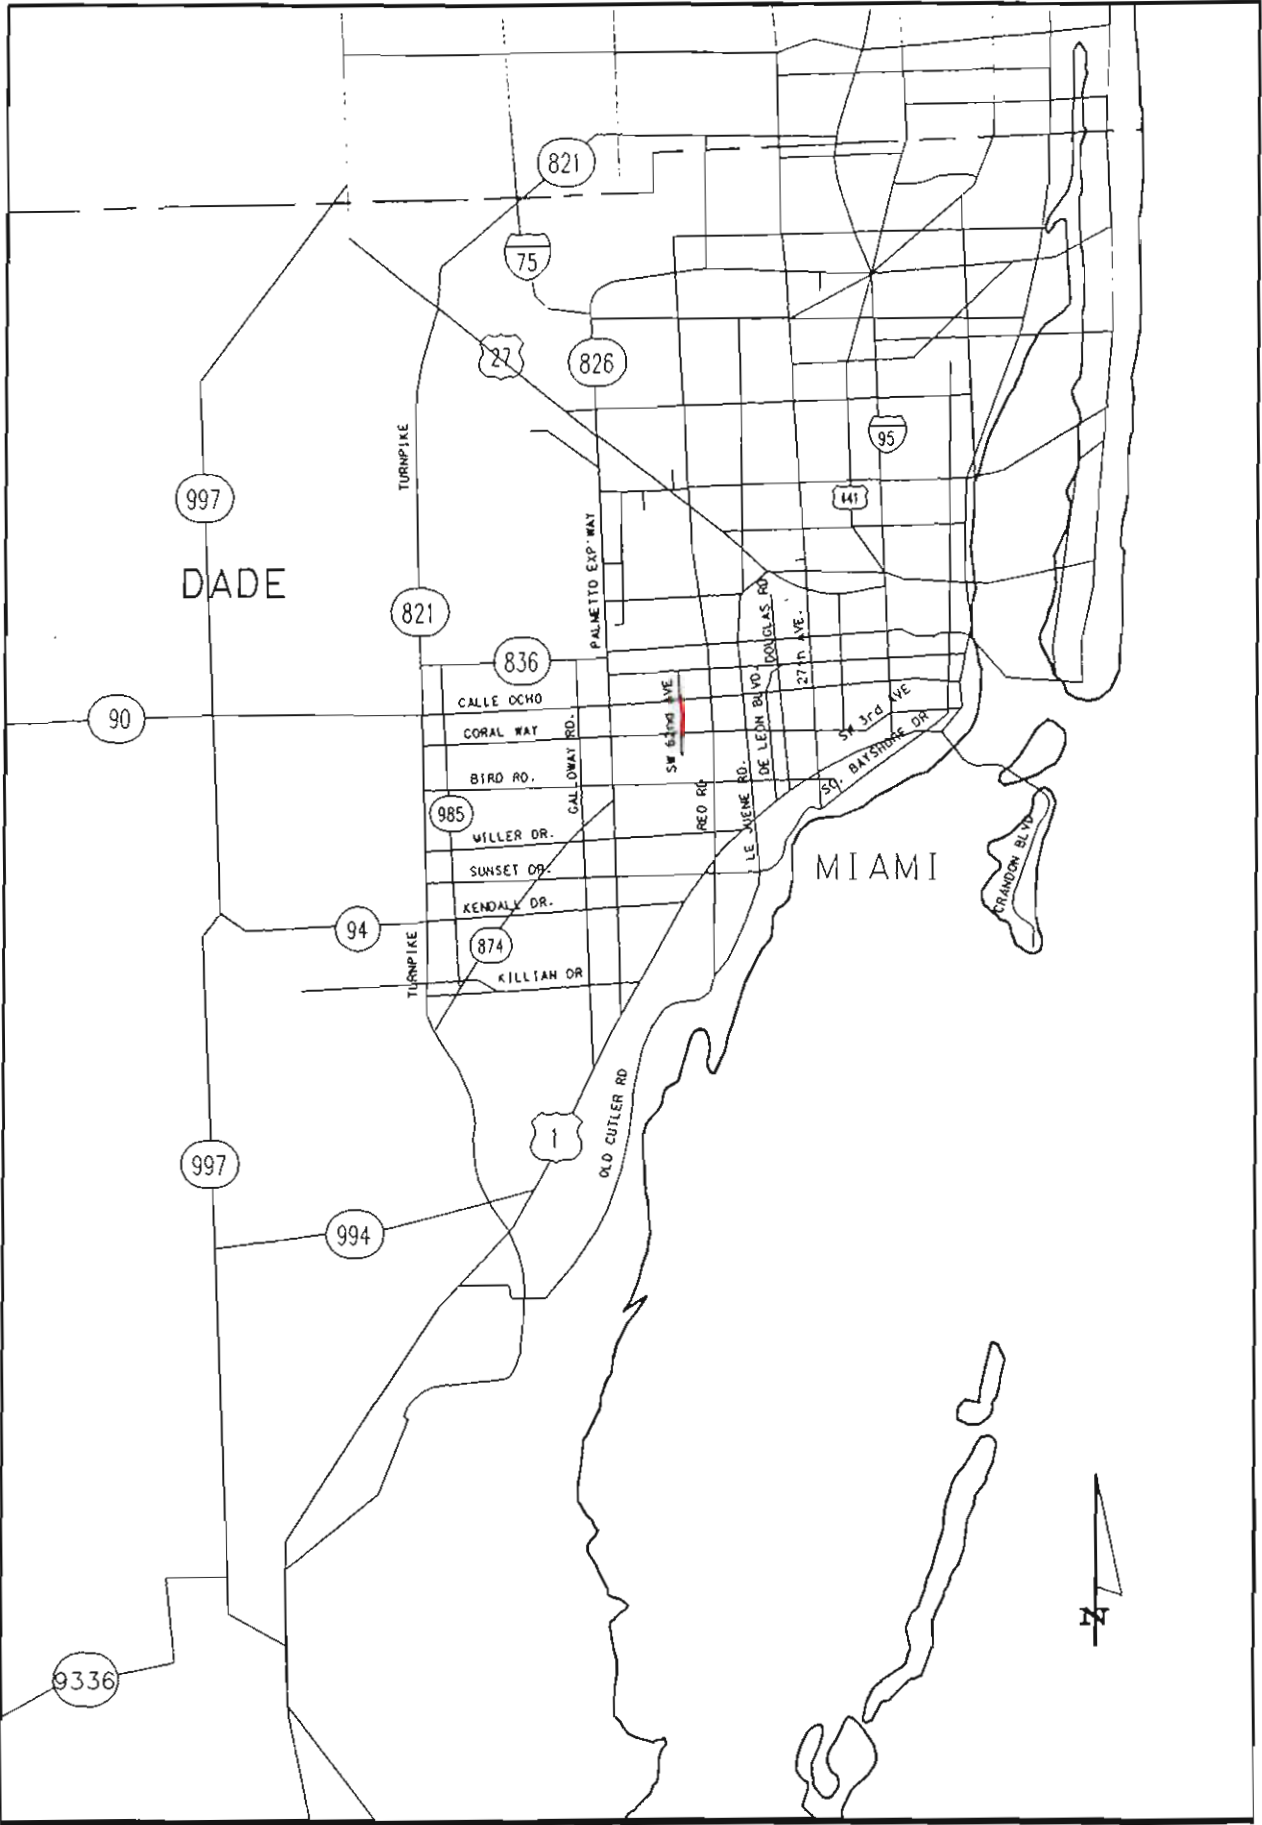 821
75
27
826
95
TURNPIKE
997
441
PALMETTO EXP'WAY
DADE
821
DOUGLAS RD
27th AVE.
836
SW 62nd AVE
DE LEON BLVD.
CALLE OCHO
90
SW 3rd AVE
CORAL WAY
GALLOWAY RD.
SO. BAYSHORE DR
BIRD RD.
RED RD
LE JUENE RD.
985
MILLER DR.
MIAMI
CRANDON BLVD
SUNSET DR.
KENDALL DR.
94
874
TURNPIKE
KILLIAN DR
1
OLD CUTLER RD
997
994
N
9336